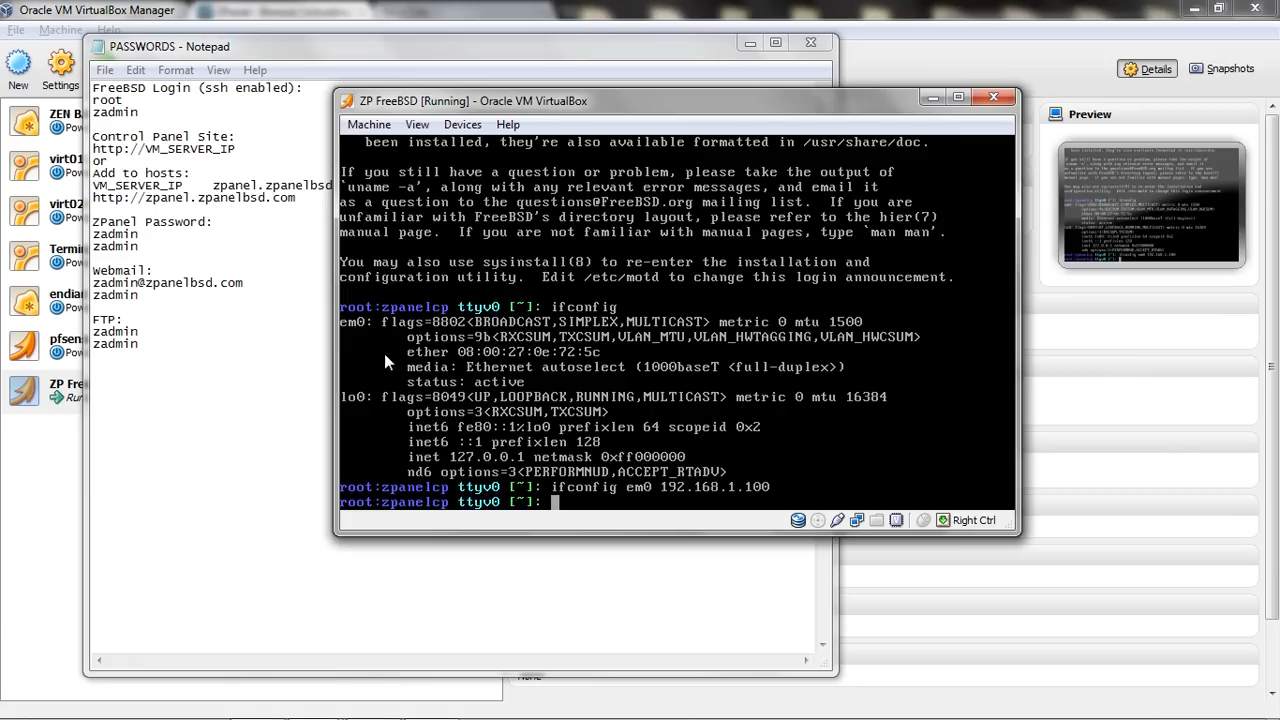 Oracle VM VirtualBox Manager
File Machine Help
New Settings
Details Snapshots
ZEN B
Pow
virt01
Pow
virt02
Pow
Termin
Pow
endian
Pow
pfsens
Pow
ZP Fre
Run
Preview
PASSWORDS - Notepad
File Edit Format View Help
FreeBSD Login (ssh enabled):
root
zadmin
Control Panel Site:
http://VM_SERVER_IP
or
Add to hosts:
VM_SERVER_IP zpanel.zpanelbsd
http://zpanel.zpanelbsd.com
ZPanel Password:
zadmin
zadmin
Webmail:
zadmin@zpanelbsd.com
zadmin
FTP:
zadmin
zadmin
ZP FreeBSD [Running] - Oracle VM VirtualBox
Machine View Devices Help
been installed, they're also available formatted in /usr/share/doc.
If you still have a question or problem, please take the output of
`uname -a', along with any relevant error messages, and email it
as a question to the questions@FreeBSD.org mailing list. If you are
unfamiliar with FreeBSD's directory layout, please refer to the hier(7)
manual page. If you are not familiar with manual pages, type `man man'.
You may also use sysinstall(8) to re-enter the installation and
configuration utility. Edit /etc/motd to change this login announcement.
root:zpanelcp ttyv0 [~]: ifconfig
em0: flags=8802<BROADCAST,SIMPLEX,MULTICAST> metric 0 mtu 1500
options=9b<RXCSUM,TXCSUM,VLAN_MTU,VLAN_HWTAGGING,VLAN_HWCSUM>
ether 08:00:27:0e:72:5c
media: Ethernet autoselect (1000baseT <full-duplex>)
status: active
lo0: flags=8049<UP,LOOPBACK,RUNNING,MULTICAST> metric 0 mtu 16384
options=3<RXCSUM,TXCSUM>
inet6 fe80::1%lo0 prefixlen 64 scopeid 0x2
inet6 ::1 prefixlen 128
inet 127.0.0.1 netmask 0xff000000
nd6 options=3<PERFORMNUD,ACCEPT_RTADV>
root:zpanelcp ttyv0 [~]: ifconfig em0 192.168.1.100
root:zpanelcp ttyv0 [~]:
Right Ctrl
None